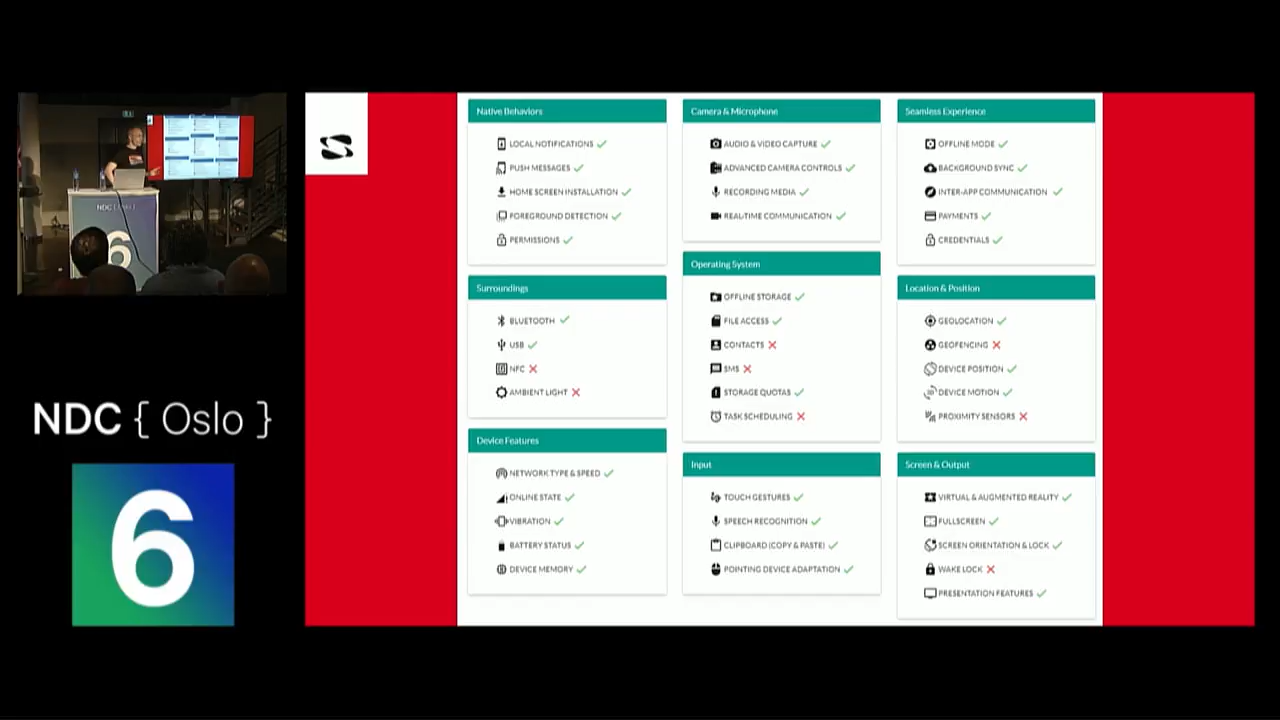 Native Behaviors
LOCAL NOTIFICATIONS
PUSH MESSAGES
HOME SCREEN INSTALLATION
FOREGROUND DETECTION
PERMISSIONS
Surroundings
BLUETOOTH
USB
NFC
AMBIENT LIGHT
Device Features
NETWORK TYPE & SPEED
ONLINE STATE
VIBRATION
BATTERY STATUS
DEVICE MEMORY
Camera & Microphone
AUDIO & VIDEO CAPTURE
ADVANCED CAMERA CONTROLS
RECORDING MEDIA
REAL-TIME COMMUNICATION
Operating System
OFFLINE STORAGE
FILE ACCESS
CONTACTS
SMS
STORAGE QUOTAS
TASK SCHEDULING
Input
TOUCH GESTURES
SPEECH RECOGNITION
CLIPBOARD (COPY & PASTE)
POINTING DEVICE ADAPTATION
Seamless Experience
OFFLINE MODE
BACKGROUND SYNC
INTER-APP COMMUNICATION
PAYMENTS
CREDENTIALS
Location & Position
GEOLOCATION
GEOFENCING
DEVICE POSITION
DEVICE MOTION
PROXIMITY SENSORS
Screen & Output
VIRTUAL & AUGMENTED REALITY
FULLSCREEN
SCREEN ORIENTATION & LOCK
WAKE LOCK
PRESENTATION FEATURES
NDC { Oslo }
6
NDC
6